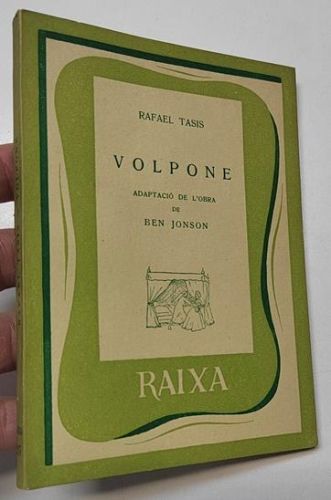 RAFAEL TASIS
VOLPONE
ADAPTACIÓ DE L'OBRA
DE
BEN JONSON
RAIXA